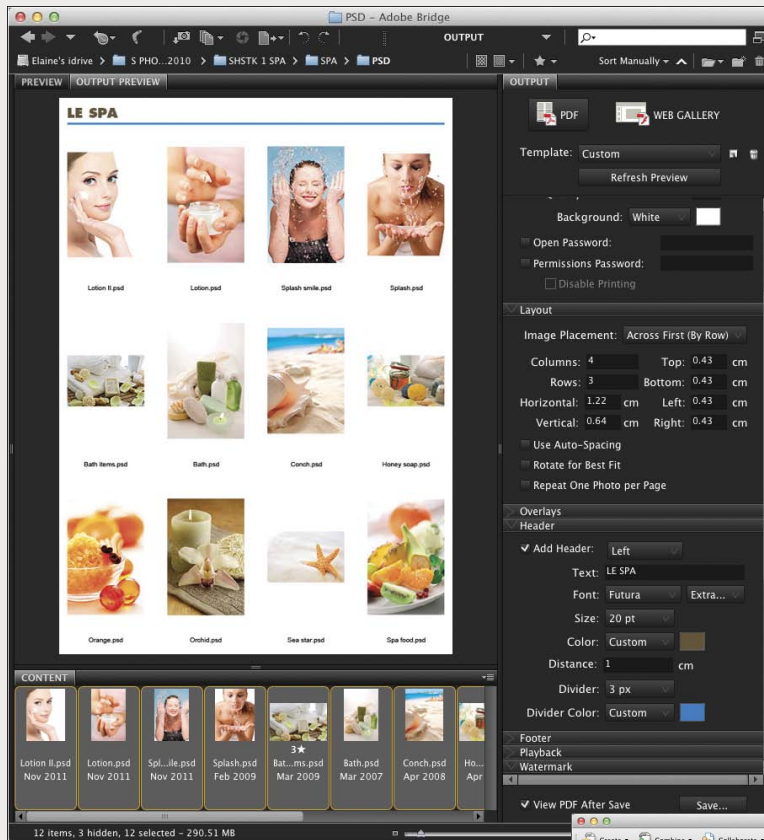 PSD – Adobe Bridge
OUTPUT
Elaine's idrive > S PHO...2010 > SHSTK 1 SPA > SPA > PSD
Sort Manually
PREVIEW OUTPUT PREVIEW
OUTPUT
LE SPA
PDF
WEB GALLERY
Template: Custom
Refresh Preview
Background: White
Open Password:
Permissions Password:
Disable Printing
Layout
Image Placement: Across First (By Row)
Columns: 4 Top: 0.43 cm
Rows: 3 Bottom: 0.43 cm
Horizontal: 1.22 cm Left: 0.43 cm
Vertical: 0.64 cm Right: 0.43 cm
Use Auto-Spacing
Rotate for Best Fit
Repeat One Photo per Page
Overlays
Header
Add Header: Left
Text: LE SPA
Font: Futura Extra...
Size: 20 pt
Color: Custom
Distance: 1 cm
Divider: 3 px
Divider Color: Custom
Footer
Playback
Watermark
View PDF After Save Save...
Lotion II.psd Lotion.psd Splash smile.psd Splash.psd
Bath items.psd Bath.psd Conch.psd Honey soap.psd
Orange.psd Orchid.psd Sea star.psd Spa food.psd
CONTENT
3★
Lotion II.psd Lotion.psd Spl...ile.psd Splash.psd Bat...ms.psd Bath.psd Conch.psd Ho...
Nov 2011 Nov 2011 Nov 2011 Feb 2009 Mar 2009 Mar 2007 Apr 2008 Apr
12 items, 3 hidden, 12 selected – 290.51 MB
Create Combine Collaborate